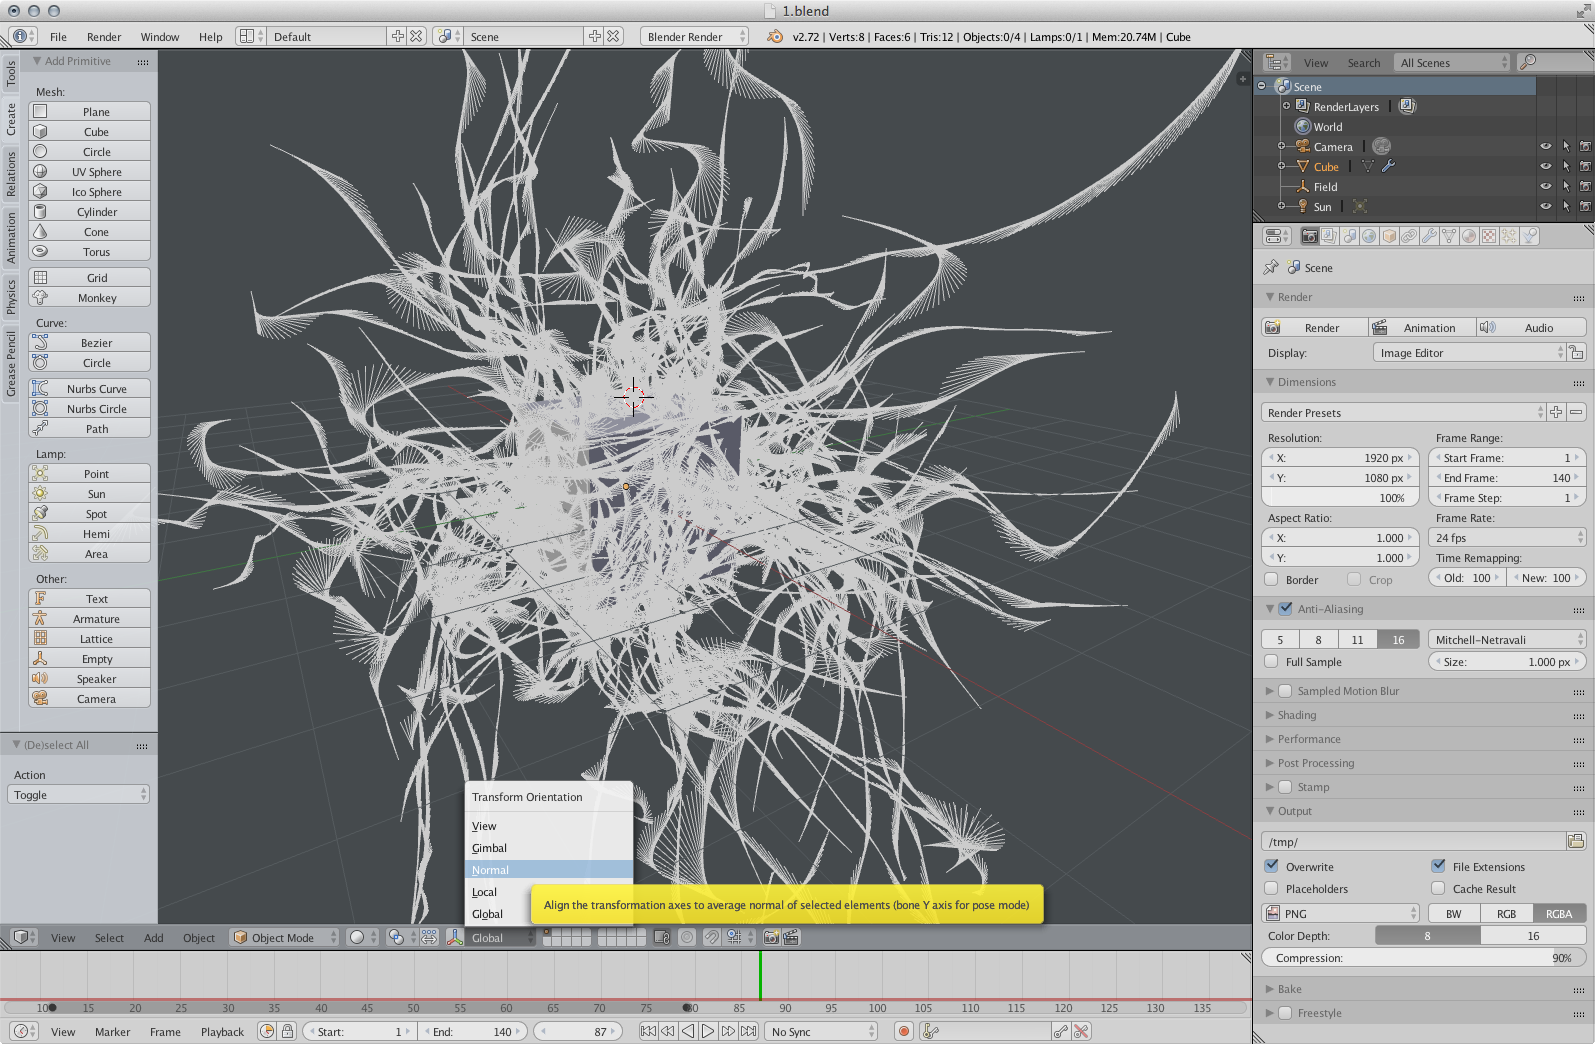 1.blend
File Render Window Help Default Scene Blender Render v2.72 | Verts:8 | Faces:6 | Tris:12 | Objects:0/4 | Lamps:0/1 | Mem:20.74M | Cube
Tools
Create
Relations
Animation
Physics
Grease Pencil
Add Primitive
Mesh:
Plane
Cube
Circle
UV Sphere
Ico Sphere
Cylinder
Cone
Torus
Grid
Monkey
Curve:
Bezier
Circle
Nurbs Curve
Nurbs Circle
Path
Lamp:
Point
Sun
Spot
Hemi
Area
Other:
Text
Armature
Lattice
Empty
Speaker
Camera
(De)select All
Action
Toggle
Transform Orientation
View
Gimbal
Normal
Local
Global
Align the transformation axes to average normal of selected elements (bone Y axis for pose mode)
View Select Add Object Object Mode Global
100 15 20 25 30 35 40 45 50 55 60 65 70 75 80 85 90 95 100 105 110 115 120 125 130 135
View Marker Frame Playback Start: 1 End: 140 87 No Sync
View Search All Scenes
Scene
RenderLayers
World
Camera
Cube
Field
Sun
Scene
Render
Render Animation Audio
Display: Image Editor
Dimensions
Render Presets
Resolution: Frame Range:
X: 1920 px Start Frame: 1
Y: 1080 px End Frame: 140
100% Frame Step: 1
Aspect Ratio: Frame Rate:
X: 1.000 24 fps
Y: 1.000 Time Remapping:
Border Crop Old: 100 New: 100
Anti-Aliasing
5 8 11 16 Mitchell-Netravali
Full Sample Size: 1.000 px
Sampled Motion Blur
Shading
Performance
Post Processing
Stamp
Output
/tmp/
Overwrite File Extensions
Placeholders Cache Result
PNG BW RGB RGBA
Color Depth: 8 16
Compression: 90%
Bake
Freestyle